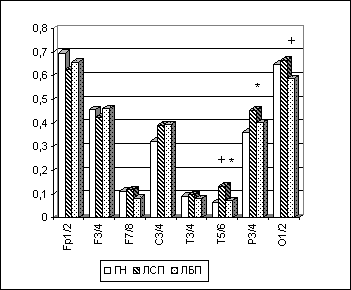 0,8
0,7
0,6
0,5
0,4
0,3
0,2
0,1
0
+
*
+ *
Fp1/2
F3/4
F7/8
C3/4
T3/4
T5/6
P3/4
O1/2
ГН ЛСП ЛБП